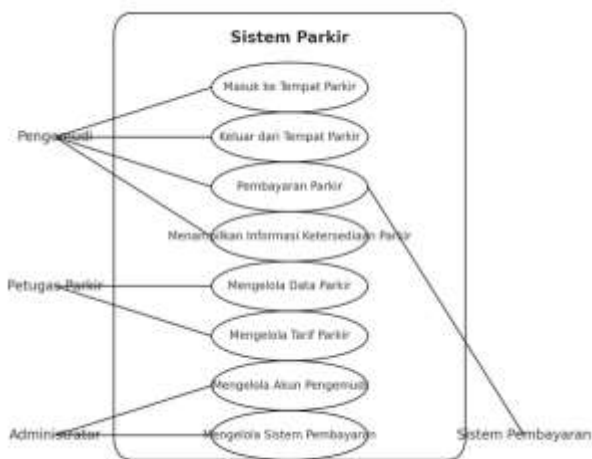 Sistem Parkir
Masuk ke Tempat Parkir
Pengemudi
Keluar dari Tempat Parkir
Pembayaran Parkir
Menampilkan Informasi Ketersediaan Parkir
Petugas Parkir
Mengelola Data Parkir
Mengelola Tarif Parkir
Mengelola Akun Pengemudi
Administrator
Mengelola Sistem Pembayaran
Sistem Pembayaran